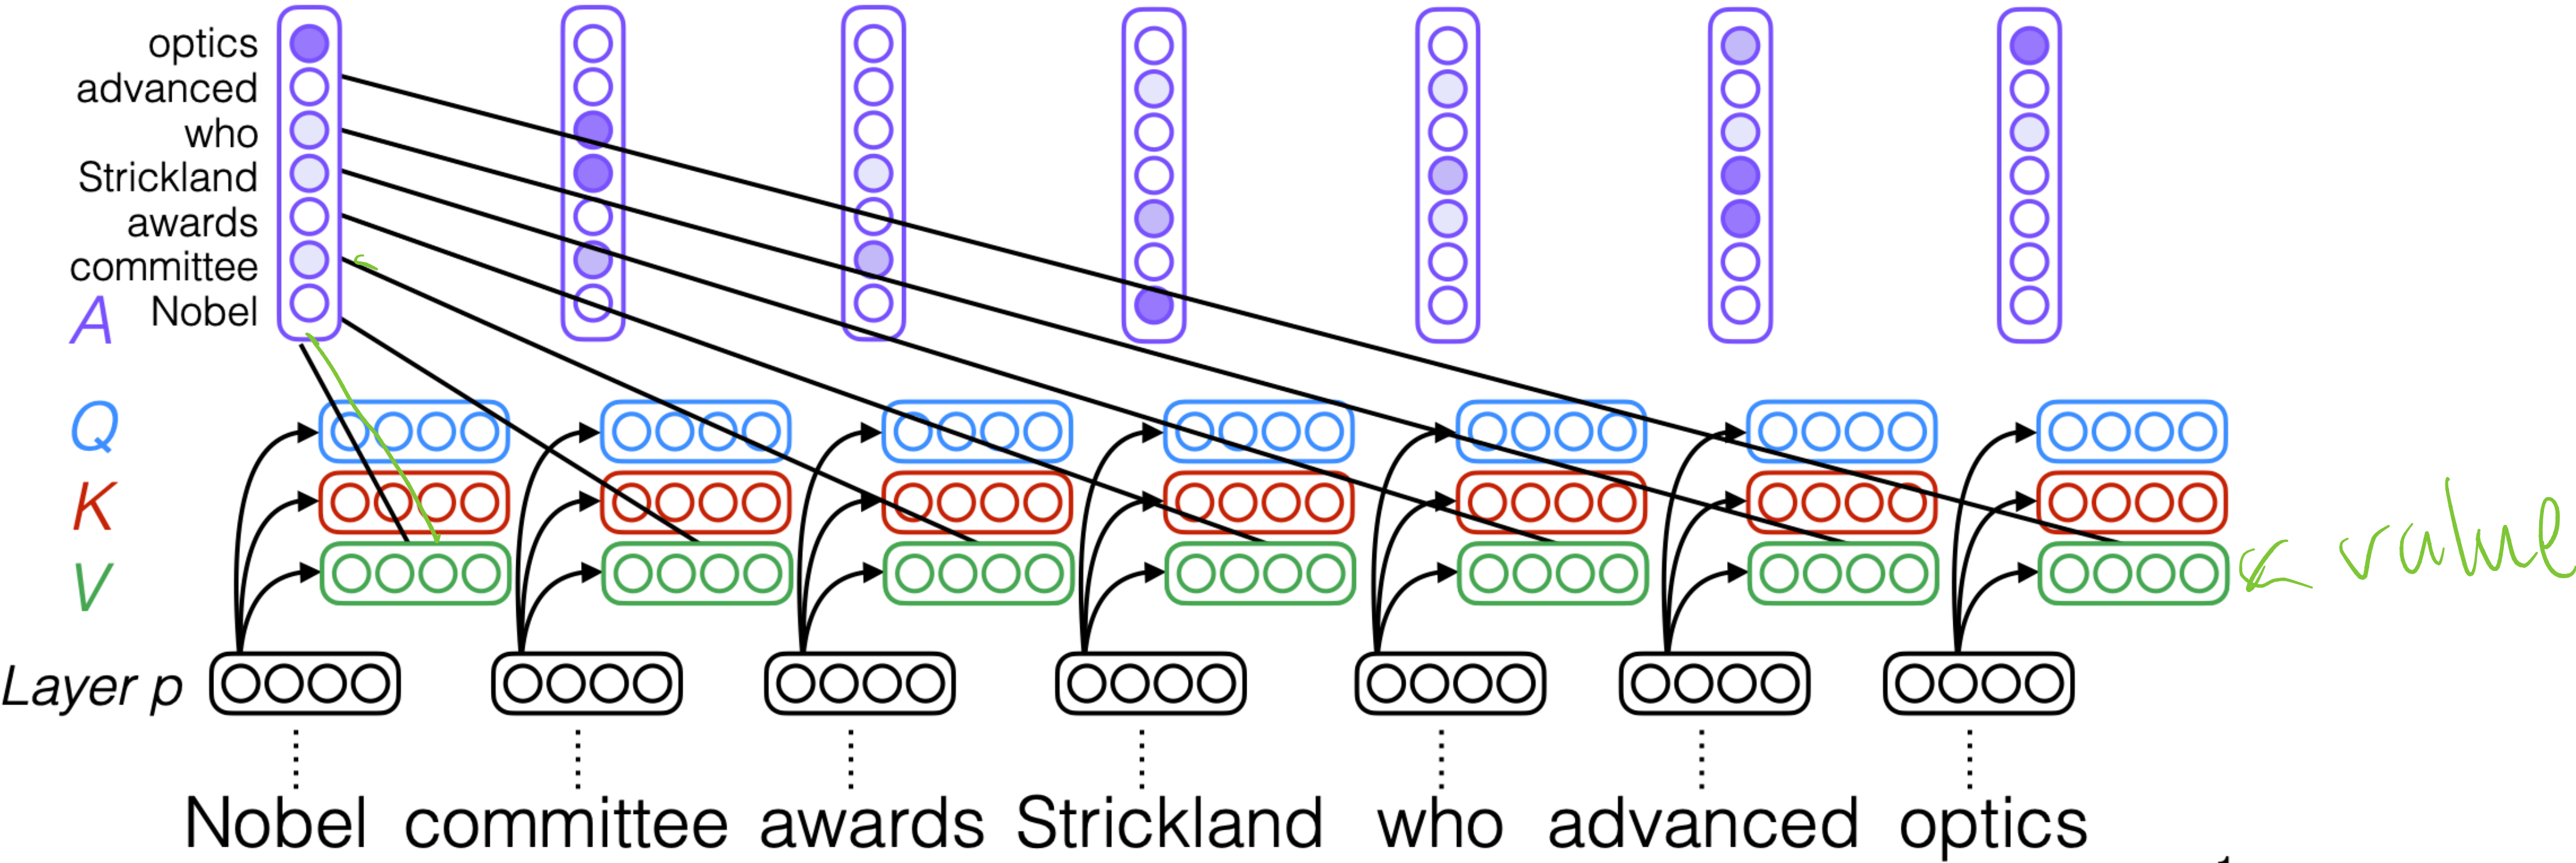 optics
advanced
who
Strickland
awards
committee
Nobel
A
Q
K
V
value
Layer p
Nobel committee awards Strickland who advanced optics